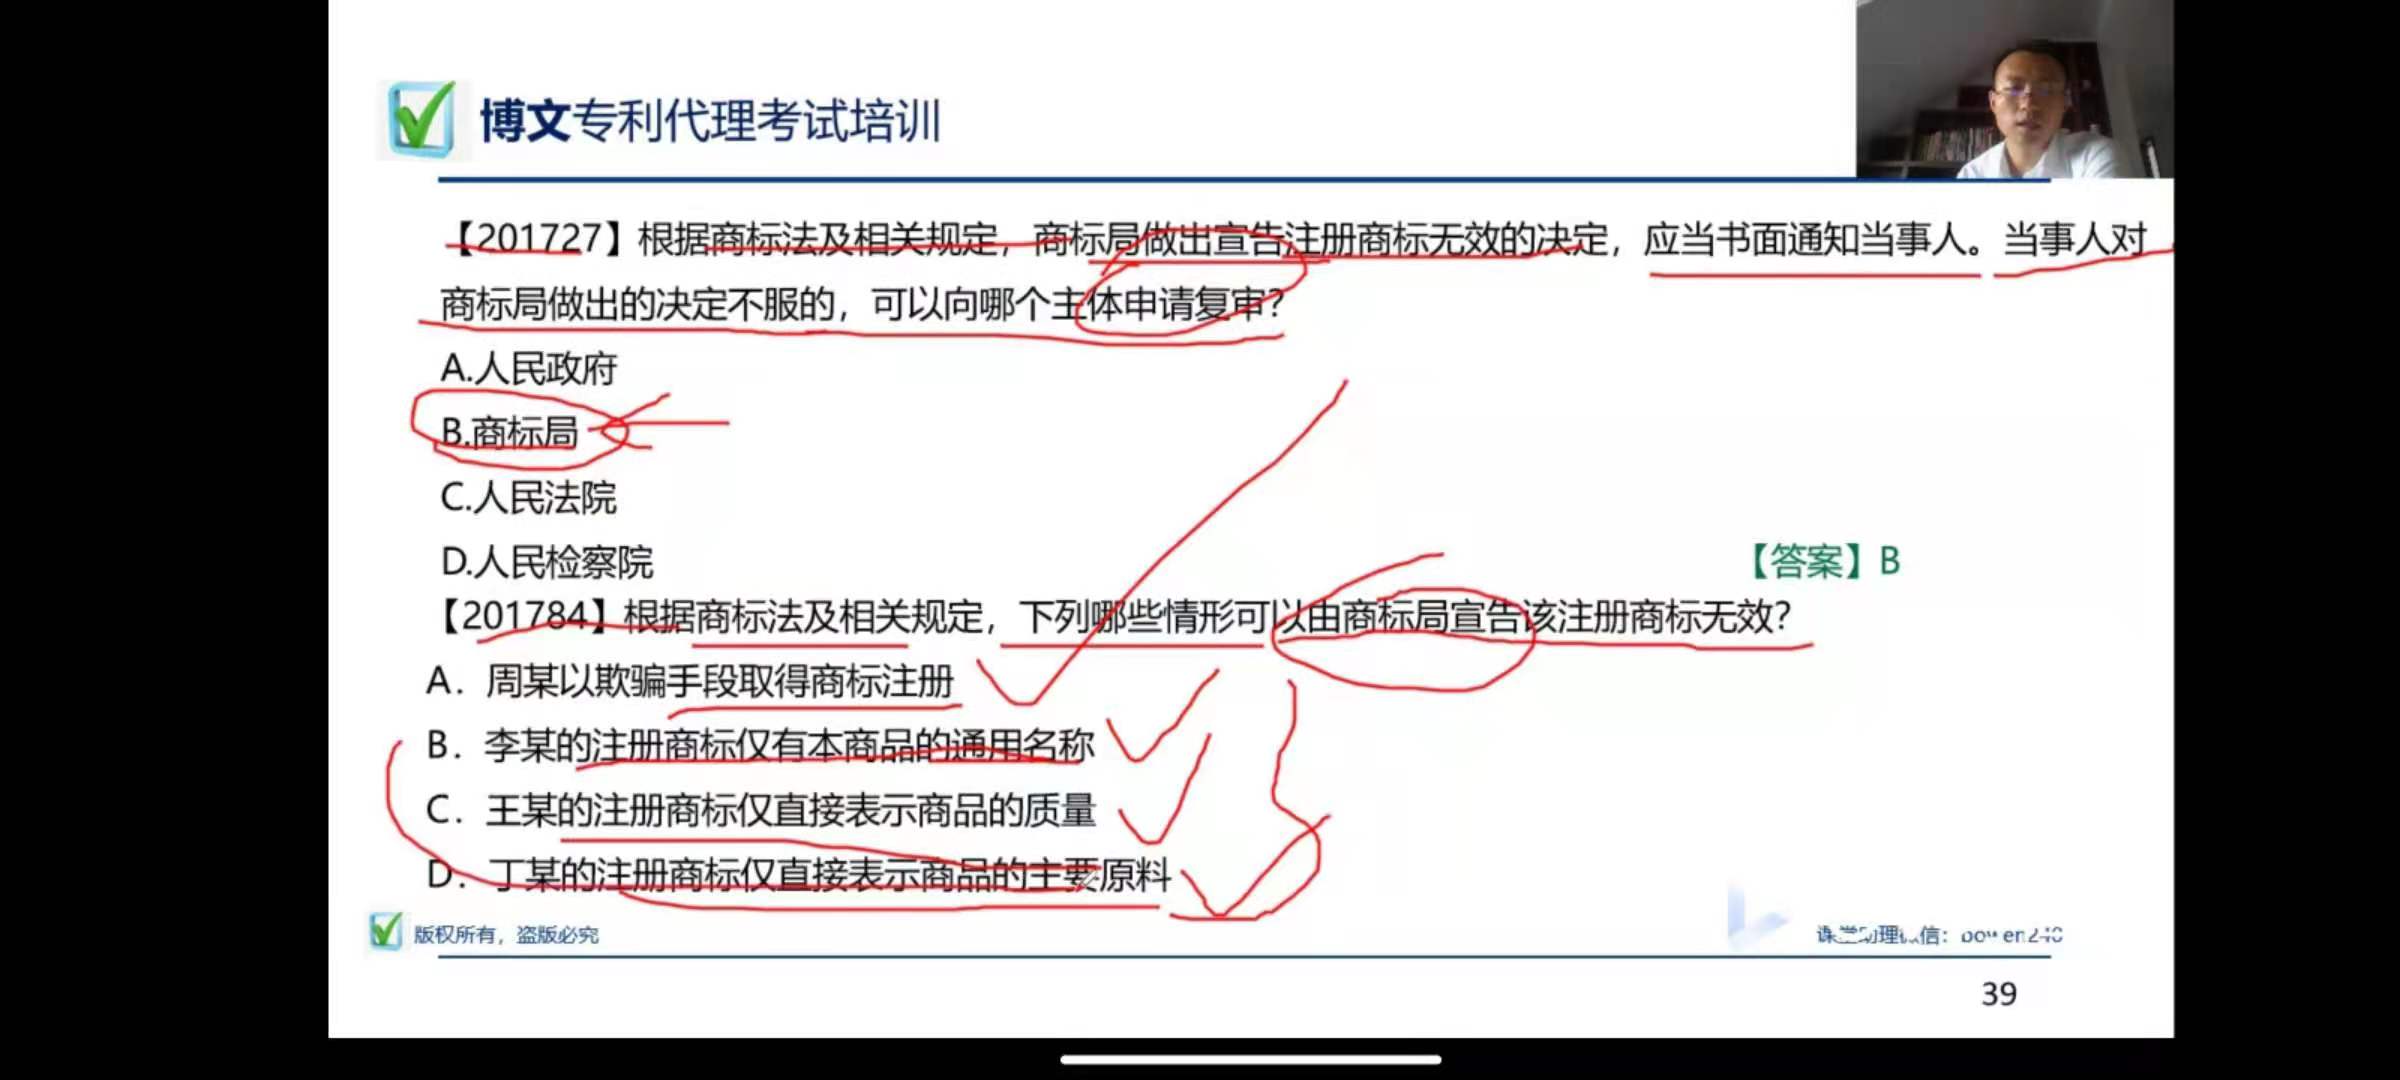 博文专利代理考试培训
【201727】根据商标法及相关规定，商标局做出宣告注册商标无效的决定，应当书面通知当事人。当事人对
商标局做出的决定不服的，可以向哪个主体申请复审？
A.人民政府
B.商标局
C.人民法院
D.人民检察院
【答案】B
【201784】根据商标法及相关规定，下列哪些情形可以由商标局宣告该注册商标无效？
A．周某以欺骗手段取得商标注册
B．李某的注册商标仅有本商品的通用名称
C．王某的注册商标仅直接表示商品的质量
D．丁某的注册商标仅直接表示商品的主要原料
版权所有，盗版必究
39